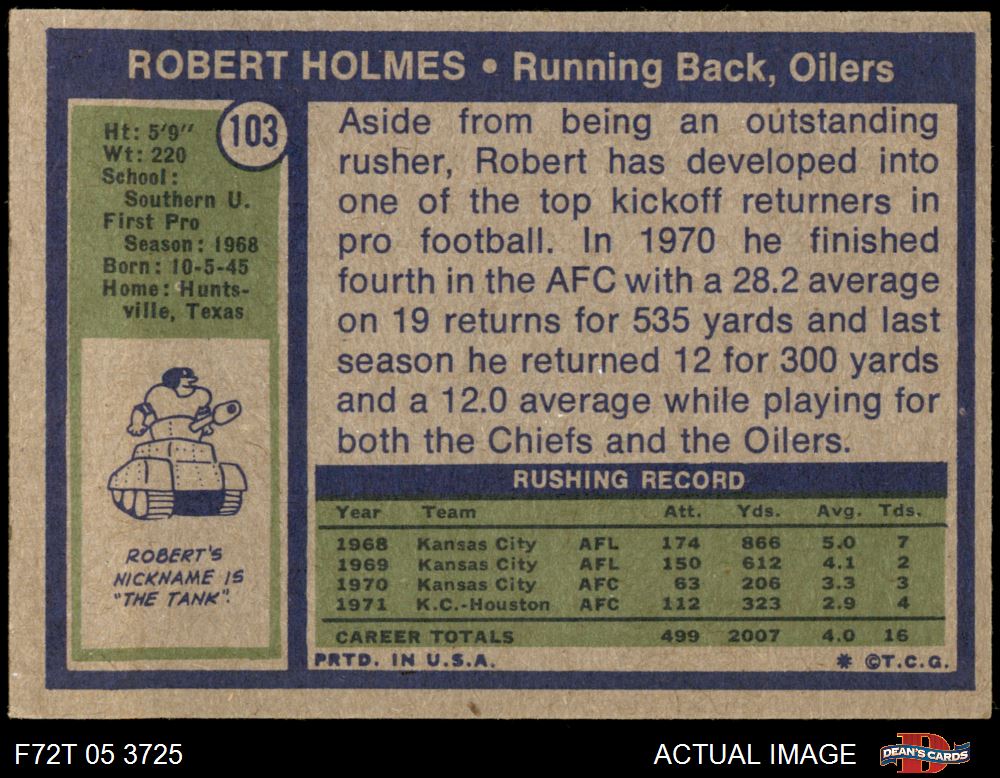 ROBERT HOLMES • Running Back, Oilers
103
Ht: 5'9"
Wt: 220
School:
Southern U.
First Pro
Season: 1968
Born: 10-5-45
Home: Hunts-
ville, Texas
ROBERT'S
NICKNAME IS
"THE TANK".
Aside from being an outstanding
rusher, Robert has developed into
one of the top kickoff returners in
pro football. In 1970 he finished
fourth in the AFC with a 28.2 average
on 19 returns for 535 yards and last
season he returned 12 for 300 yards
and a 12.0 average while playing for
both the Chiefs and the Oilers.
RUSHING RECORD
Year Team Att. Yds. Avg. Tds.
1968 Kansas City AFL 174 866 5.0 7
1969 Kansas City AFL 150 612 4.1 2
1970 Kansas City AFC 63 206 3.3 3
1971 K.C.-Houston AFC 112 323 2.9 4
CAREER TOTALS 499 2007 4.0 16
PRTD. IN U.S.A. * ©T.C.G.
F72T 05 3725 ACTUAL IMAGE DEAN'S CARDS